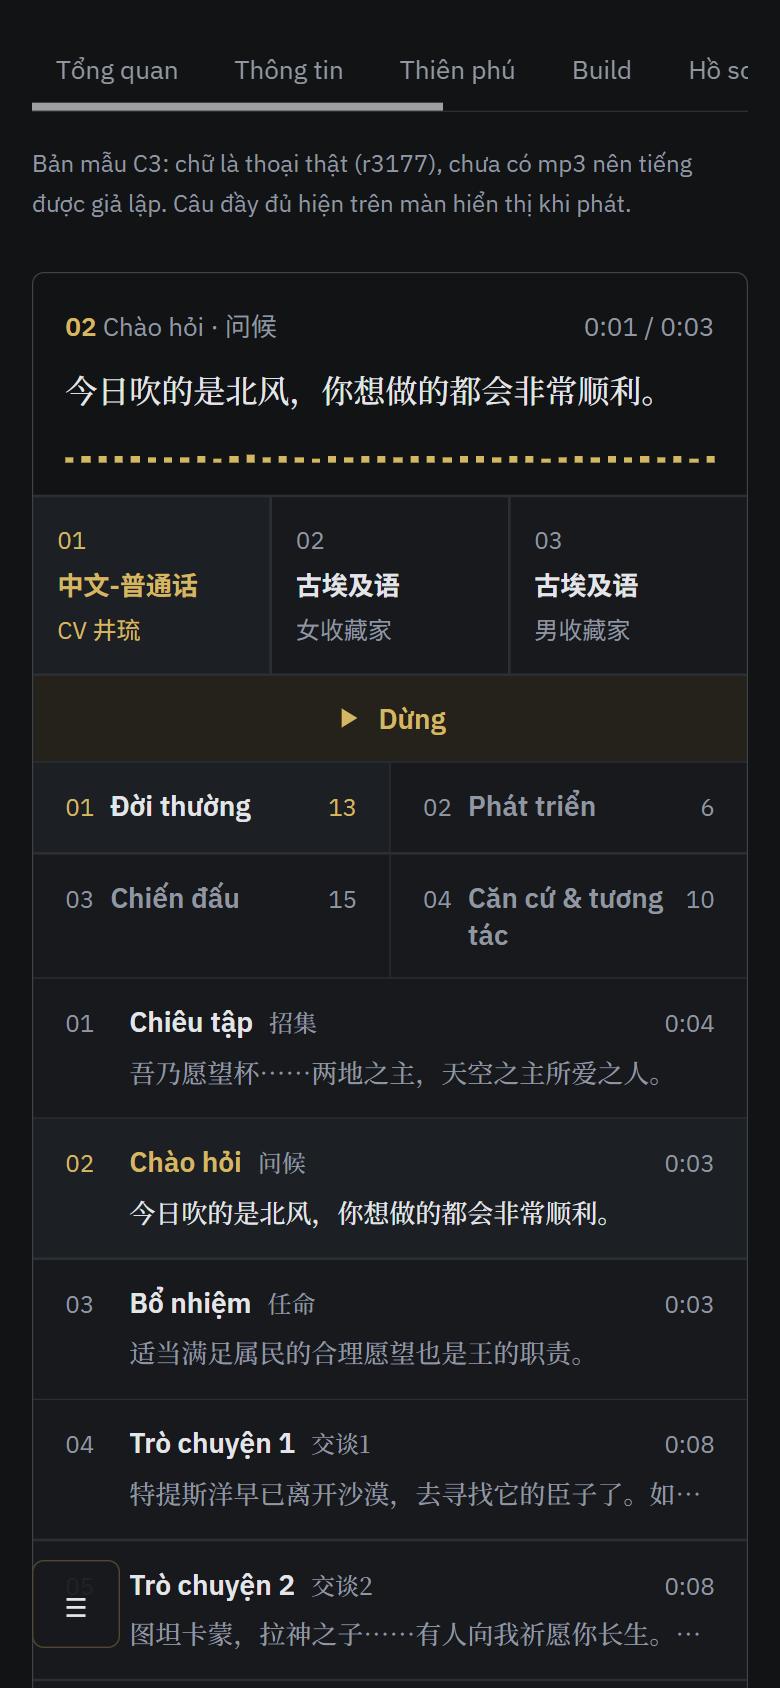 Tổng quan Thông tin Thiên phú Build Hồ sơ
Bản mẫu C3: chữ là thoại thật (r3177), chưa có mp3 nên tiếng
được giả lập. Câu đầy đủ hiện trên màn hiển thị khi phát.
02 Chào hỏi · 问候 0:01 / 0:03
今日吹的是北风，你想做的都会非常顺利。
01 02 03
中文-普通话 古埃及语 古埃及语
CV 井琉 女收藏家 男收藏家
▶ Dừng
01 Đời thường 13 02 Phát triển 6
03 Chiến đấu 15 04 Căn cứ & tương 10
tác
01 Chiêu tập 招集 0:04
吾乃愿望杯……两地之主，天空之主所爱之人。
02 Chào hỏi 问候 0:03
今日吹的是北风，你想做的都会非常顺利。
03 Bổ nhiệm 任命 0:03
适当满足属民的合理愿望也是王的职责。
04 Trò chuyện 1 交谈1 0:08
特提斯洋早已离开沙漠，去寻找它的臣子了。如…
05 Trò chuyện 2 交谈2 0:08
☰ 图坦卡蒙，拉神之子……有人向我祈愿你长生。…